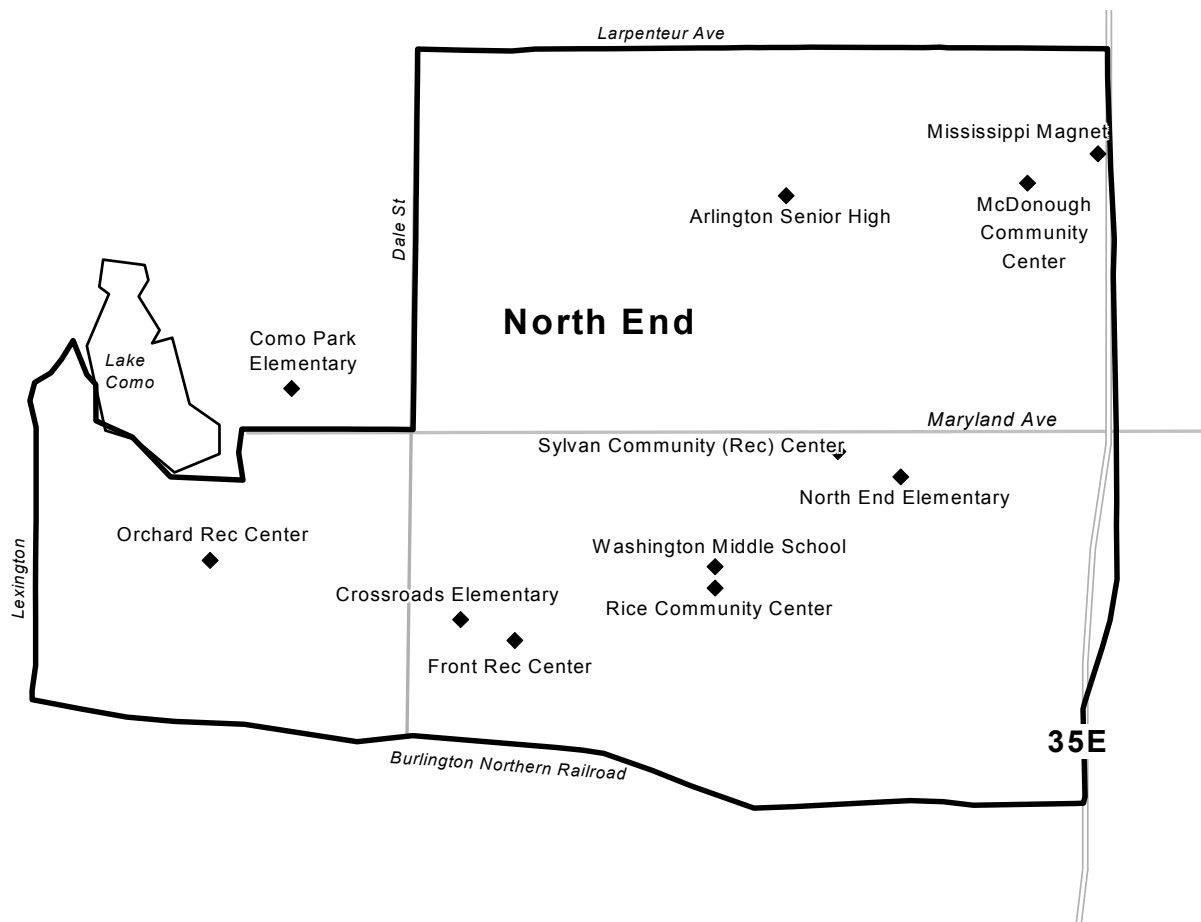 Larpenteur Ave
Mississippi Magnet
McDonough
Community
Center
Arlington Senior High
Dale St
North End
Como Park
Elementary
Lake
Como
Maryland Ave
Sylvan Community (Rec) Center
North End Elementary
Orchard Rec Center
Washington Middle School
Lexington
Crossroads Elementary
Rice Community Center
Front Rec Center
35E
Burlington Northern Railroad